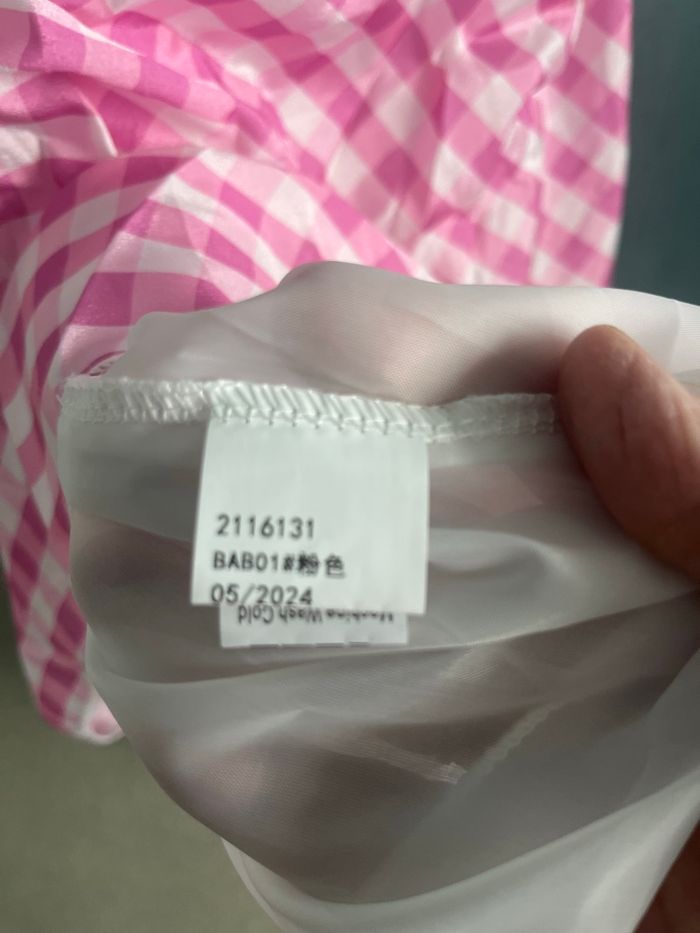 2116131
BAB01#粉色
05/2024
Machine Wash Cold